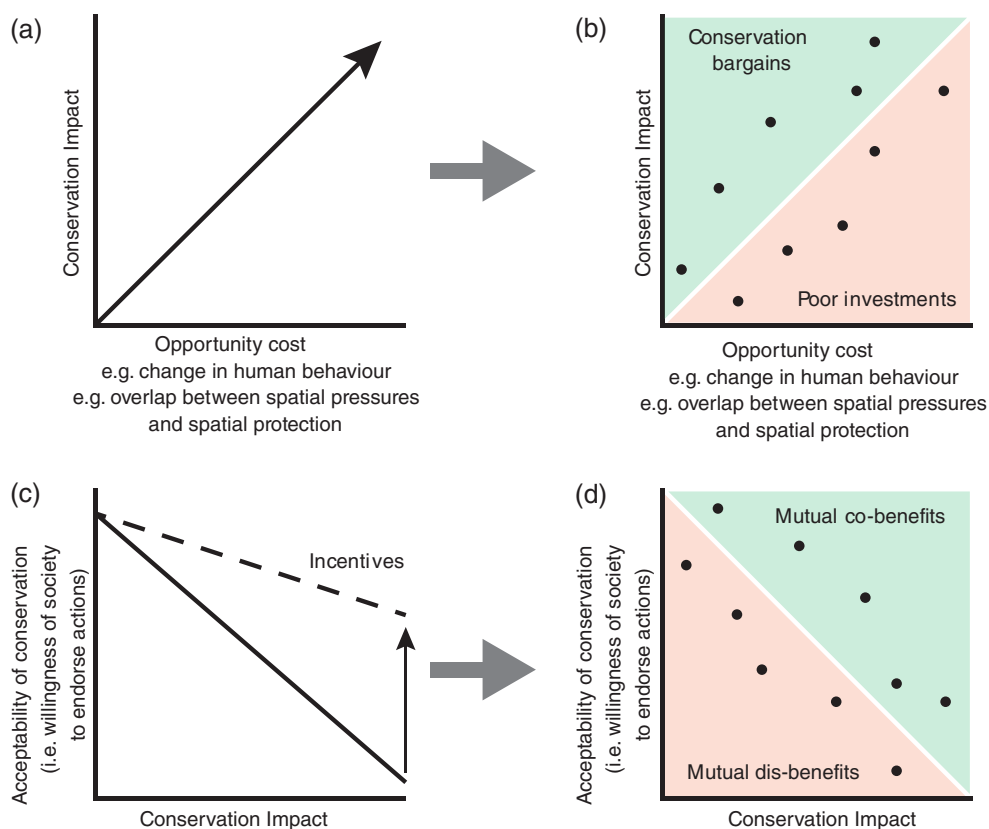 (a)
Conservation Impact
Opportunity cost
e.g. change in human behaviour
e.g. overlap between spatial pressures
and spatial protection
(b)
Conservation
bargains
Poor investments
Conservation Impact
Opportunity cost
e.g. change in human behaviour
e.g. overlap between spatial pressures
and spatial protection
(c)
Acceptability of conservation
(i.e. willingness of society
to endorse actions)
Incentives
Conservation Impact
(d)
Acceptability of conservation
(i.e. willingness of society
to endorse actions)
Mutual co-benefits
Mutual dis-benefits
Conservation Impact